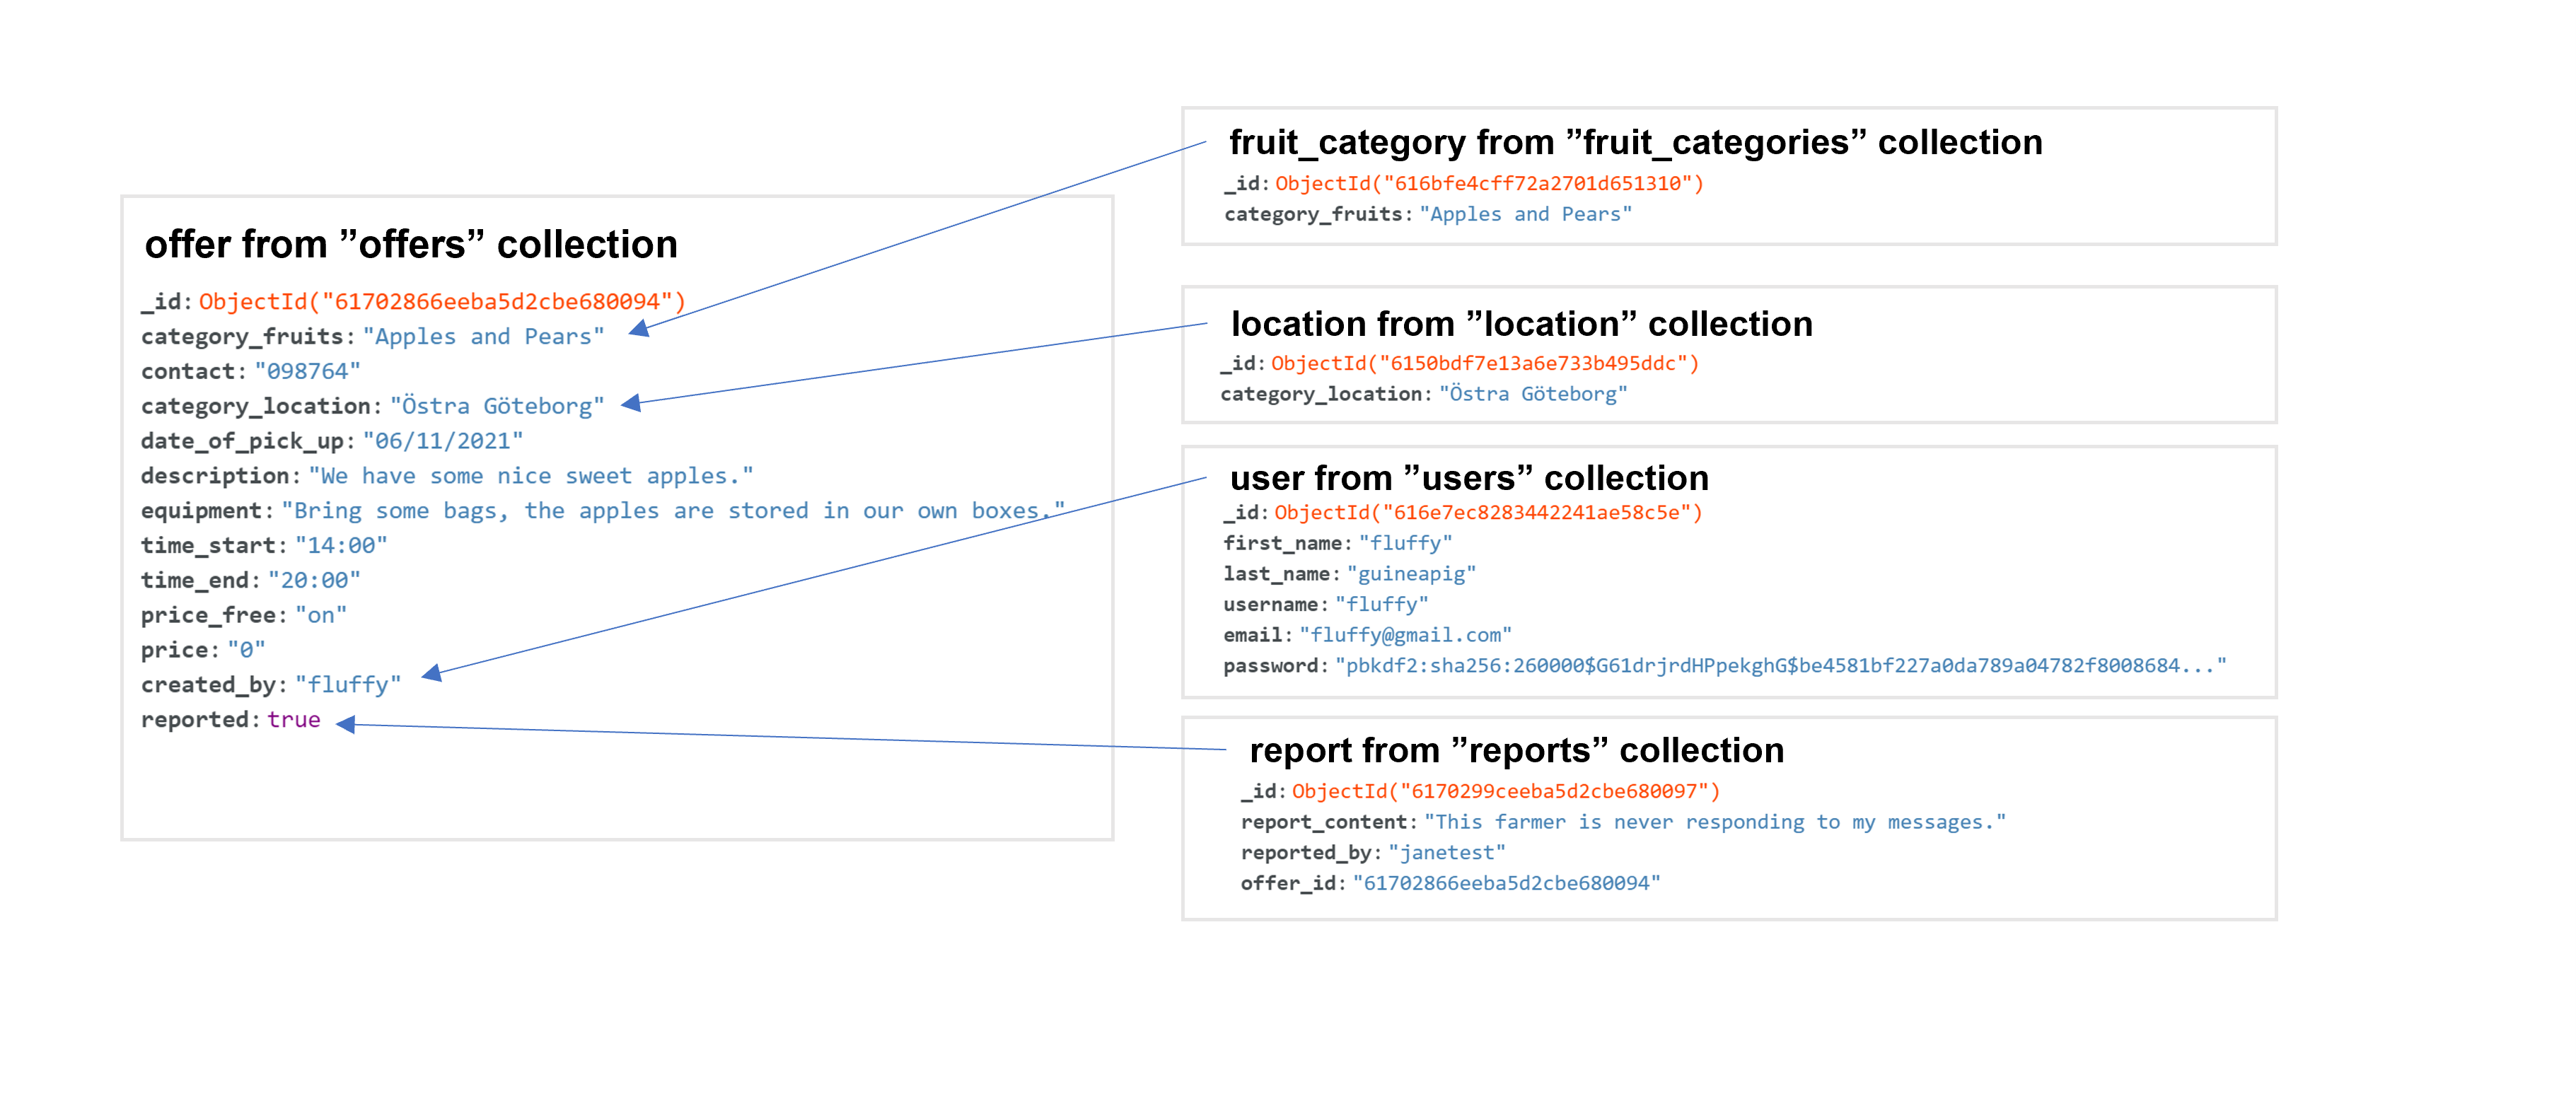 offer from ”offers” collection
_id: ObjectId("61702866eeba5d2cbe680094")
category_fruits: "Apples and Pears"
contact: "098764"
category_location: "Östra Göteborg"
date_of_pick_up: "06/11/2021"
description: "We have some nice sweet apples."
equipment: "Bring some bags, the apples are stored in our own boxes."
time_start: "14:00"
time_end: "20:00"
price_free: "on"
price: "0"
created_by: "fluffy"
reported: true
fruit_category from ”fruit_categories” collection
_id: ObjectId("616bfe4cff72a2701d651310")
category_fruits: "Apples and Pears"
location from ”location” collection
_id: ObjectId("6150bdf7e13a6e733b495ddc")
category_location: "Östra Göteborg"
user from ”users” collection
_id: ObjectId("616e7ec8283442241ae58c5e")
first_name: "fluffy"
last_name: "guineapig"
username: "fluffy"
email: "fluffy@gmail.com"
password: "pbkdf2:sha256:260000$G61drjrdHPpekghG$be4581bf227a0da789a04782f8008684..."
report from ”reports” collection
_id: ObjectId("6170299ceeba5d2cbe680097")
report_content: "This farmer is never responding to my messages."
reported_by: "janetest"
offer_id: "61702866eeba5d2cbe680094"